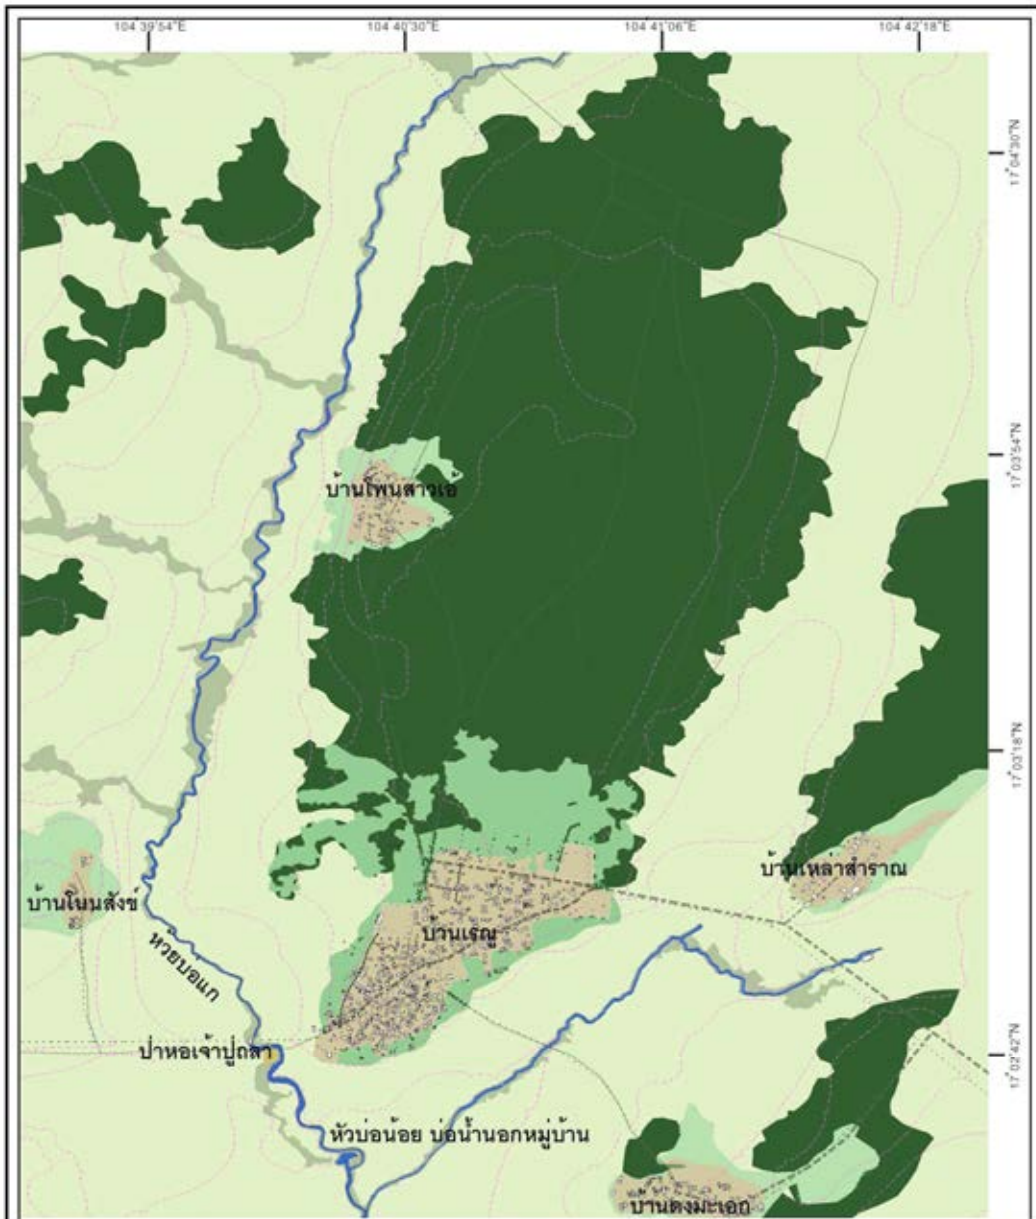 104 39'54"E 104 40'30"E 104 41'06"E 104 42'18"E
17°04'30"N
บ้านโพนสาวเอ้
17°03'54"N
17°03'18"N
บ้านเหล่าสำราณ
บ้านโนนสังข์
บ้านเรณู
หวยบอแก
ปาหอเจ้าปูถลา
17°02'42"N
หัวบ่อน้อย บ่อน้ำนอกหมู่บ้าน
บ้านดงมะเอก